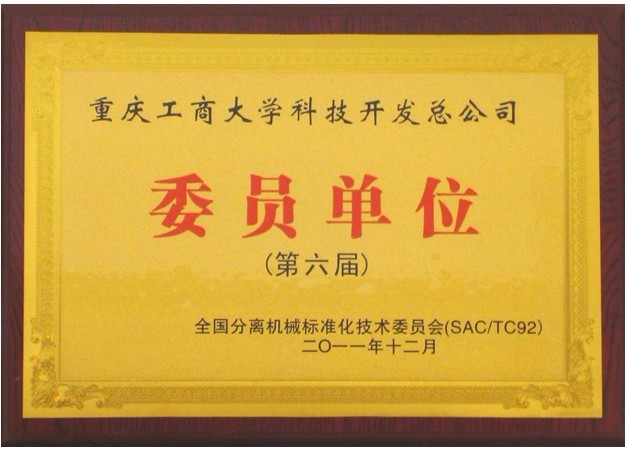 重庆工商大学科技开发总公司
委员单位
(第六届)
全国分离机械标准化技术委员会(SAC/TC92)
二〇一一年十二月